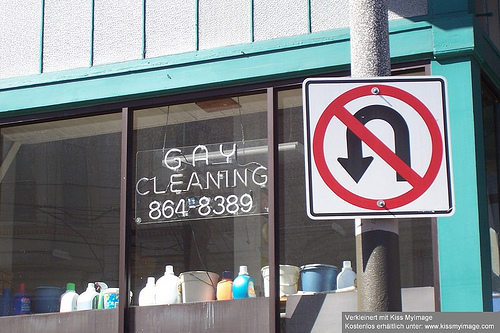 GAY
CLEANING
864-8389
Verkleinert mit Kiss MyImage
Kostenlos erhältlich unter: www.kissmyimage.com